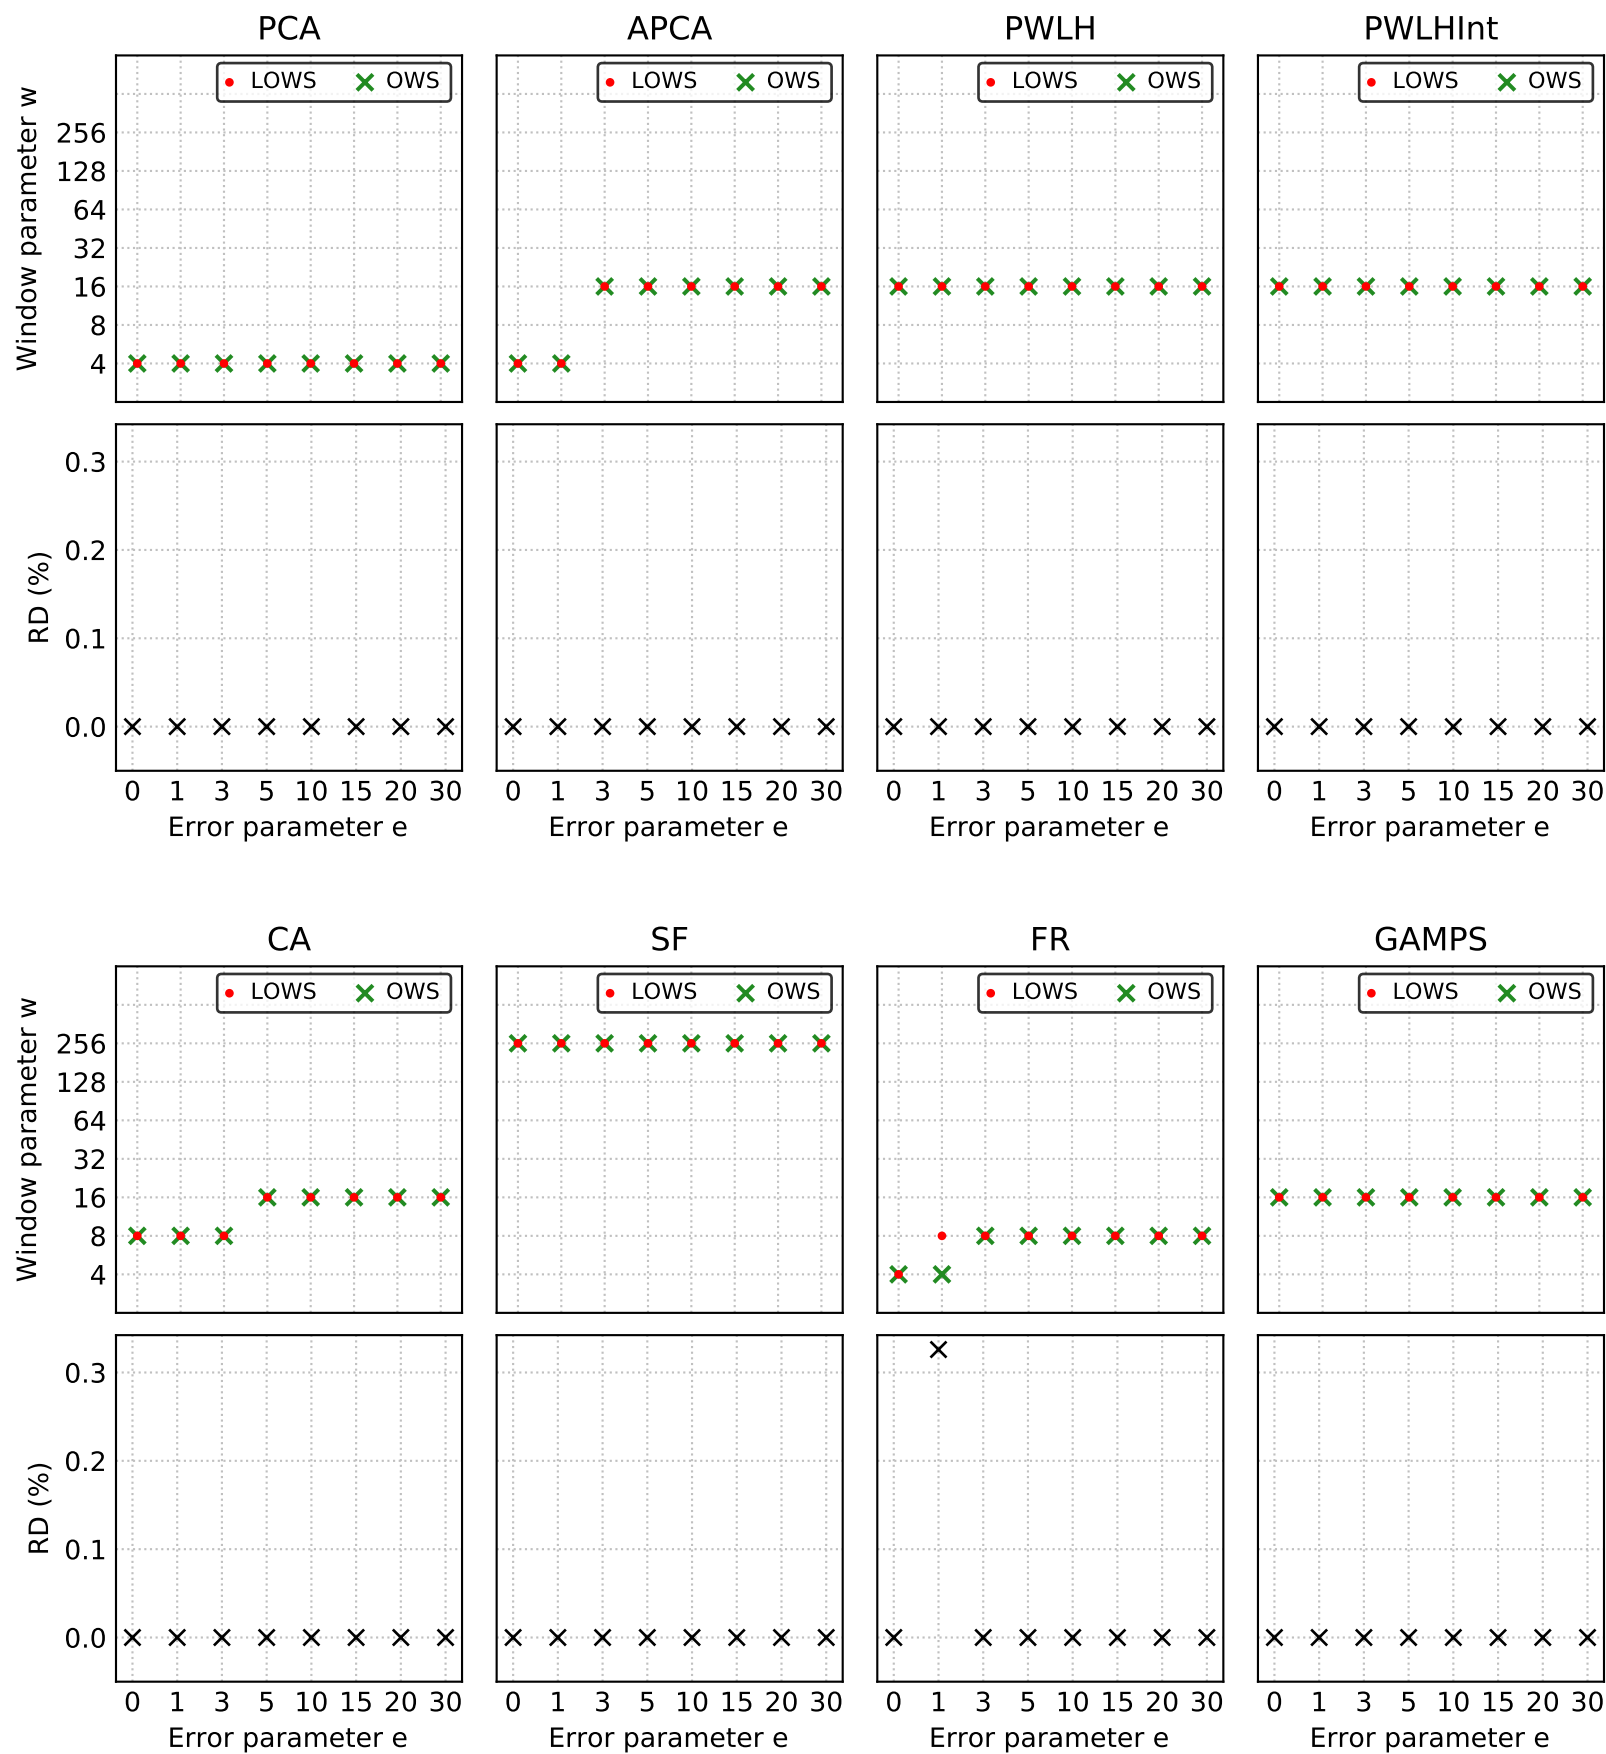 PCA APCA PWLH PWLHInt
LOWS OWS LOWS OWS LOWS OWS LOWS OWS
Window parameter w
256
128
64
32
16
8
4
RD (%)
0.3
0.2
0.1
0.0
0 1 3 5 10 15 20 30 0 1 3 5 10 15 20 30 0 1 3 5 10 15 20 30 0 1 3 5 10 15 20 30
Error parameter e Error parameter e Error parameter e Error parameter e
CA SF FR GAMPS
LOWS OWS LOWS OWS LOWS OWS LOWS OWS
Window parameter w
256
128
64
32
16
8
4
RD (%)
0.3
0.2
0.1
0.0
0 1 3 5 10 15 20 30 0 1 3 5 10 15 20 30 0 1 3 5 10 15 20 30 0 1 3 5 10 15 20 30
Error parameter e Error parameter e Error parameter e Error parameter e